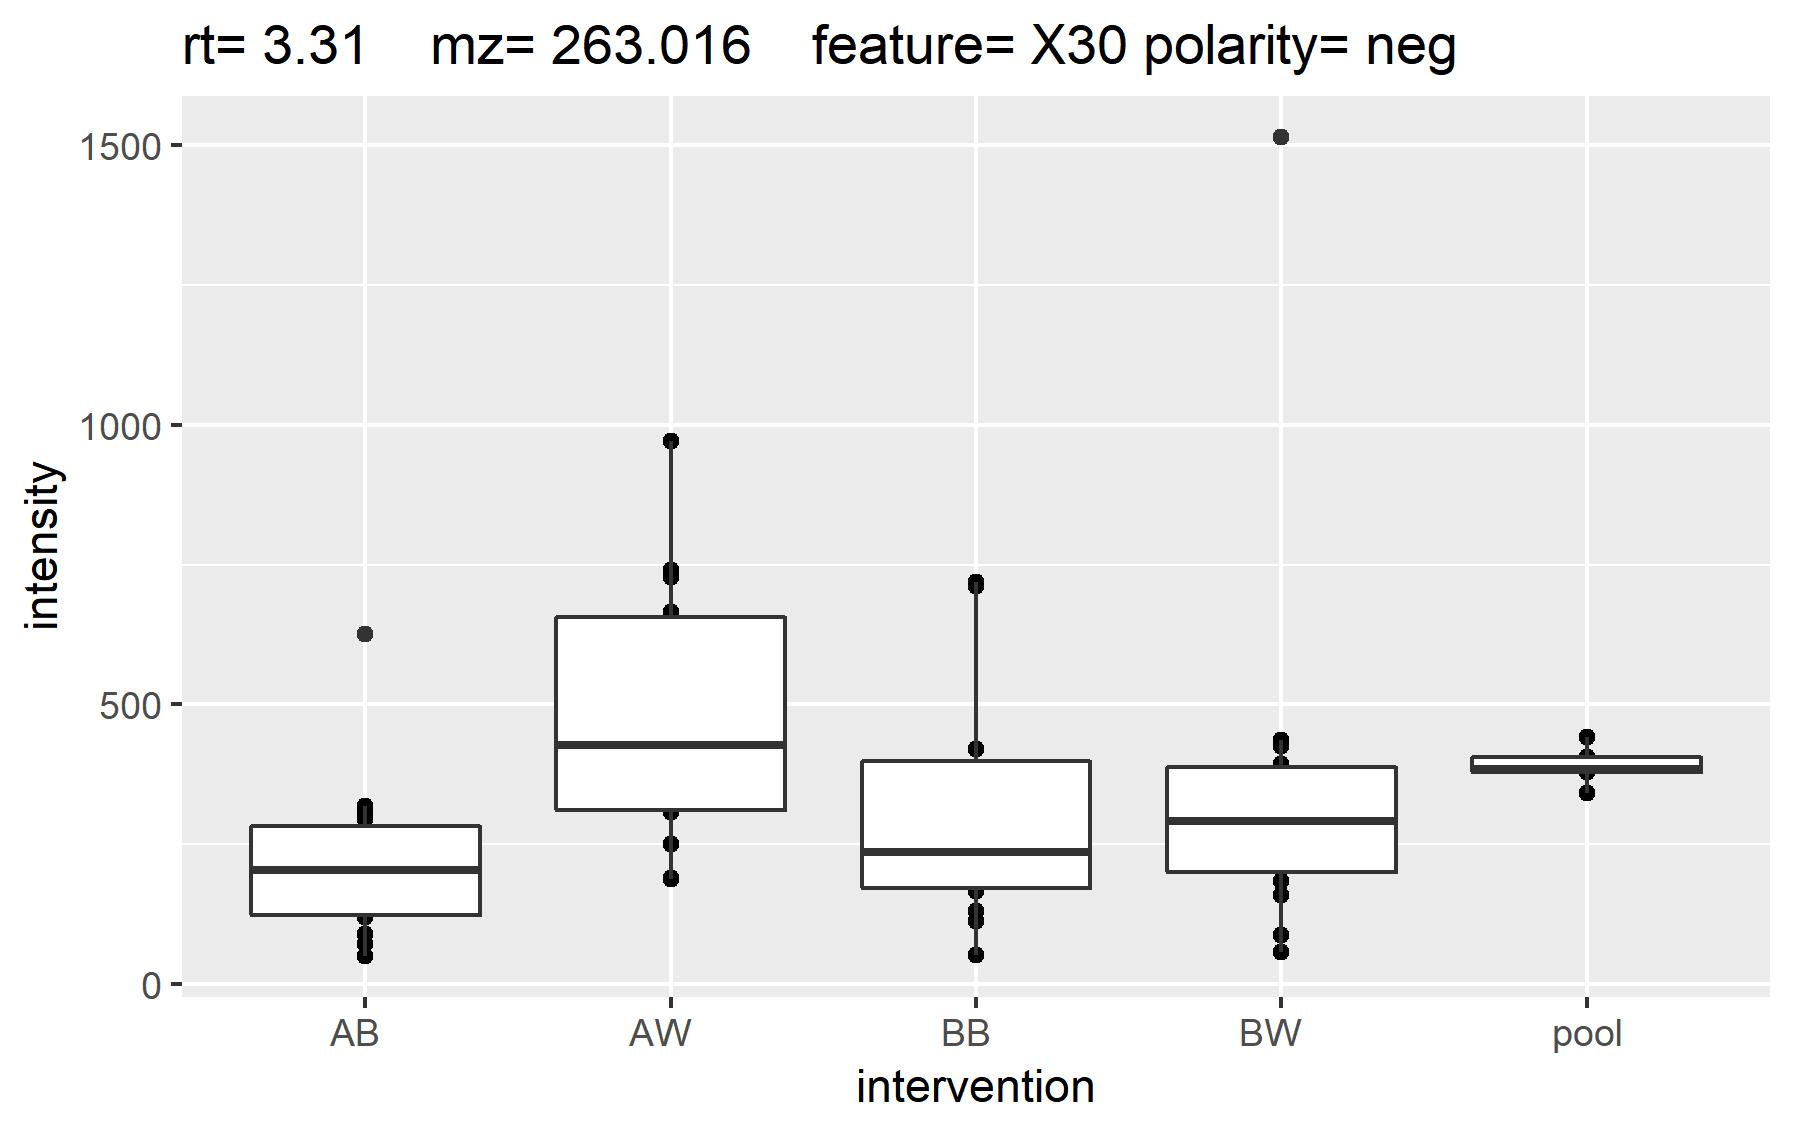 rt= 3.31    mz= 263.016    feature= X30 polarity= neg
1500
1000
500
0
intensity
AB
AW
BB
BW
pool
intervention